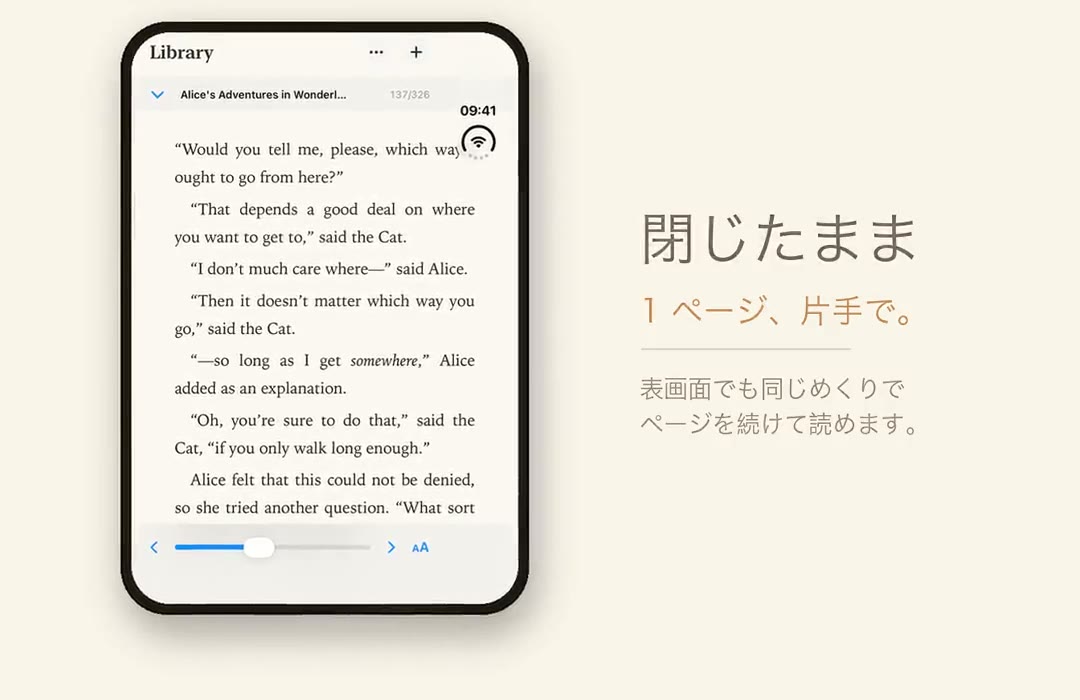 Library
Alice's Adventures in Wonderl...
137/326
09:41
“Would you tell me, please, which way
ought to go from here?”
“That depends a good deal on where
you want to get to,” said the Cat.
“I don’t much care where—” said Alice.
“Then it doesn’t matter which way you
go,” said the Cat.
“—so long as I get somewhere,” Alice
added as an explanation.
“Oh, you’re sure to do that,” said the
Cat, “if you only walk long enough.”
Alice felt that this could not be denied,
so she tried another question. “What sort
AA
閉じたまま
1 ページ、片手で。
表画面でも同じめくりで
ページを続けて読めます。